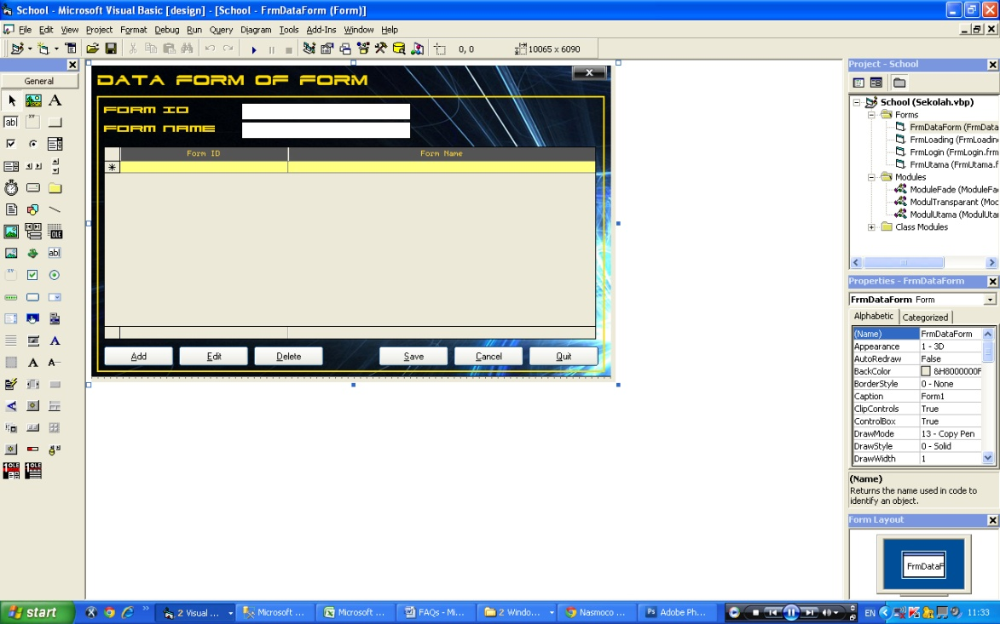 School - Microsoft Visual Basic [design] - [School - FrmDataForm (Form)]
File Edit View Project Format Debug Run Query Diagram Tools Add-Ins Window Help
0, 0 10065 x 6090
General
DATA FORM OF FORM
X
FORM ID
FORM NAME
Form ID Form Name
Add Edit Delete Save Cancel Quit
Project - School
School (Sekolah.vbp)
Forms
FrmDataForm (FrmData
FrmLoading (FrmLoadin
FrmLogin (FrmLogin.frm
FrmUtama (FrmUtama.f
Modules
ModuleFade (ModuleFa
ModulTransparant (Moc
ModulUtama (ModulUta
Class Modules
Properties - FrmDataForm
FrmDataForm Form
Alphabetic Categorized
(Name) FrmDataForm
Appearance 1 - 3D
AutoRedraw False
BackColor &H8000000F
BorderStyle 0 - None
Caption Form1
ClipControls True
ControlBox True
DrawMode 13 - Copy Pen
DrawStyle 0 - Solid
DrawWidth 1
(Name)
Returns the name used in code to
identify an object.
Form Layout
FrmDataF
start 2 Visual ... Microsoft ... Microsoft ... FAQs - Mi... 2 Windo... Nasmoco ... Adobe Ph... EN 11:33